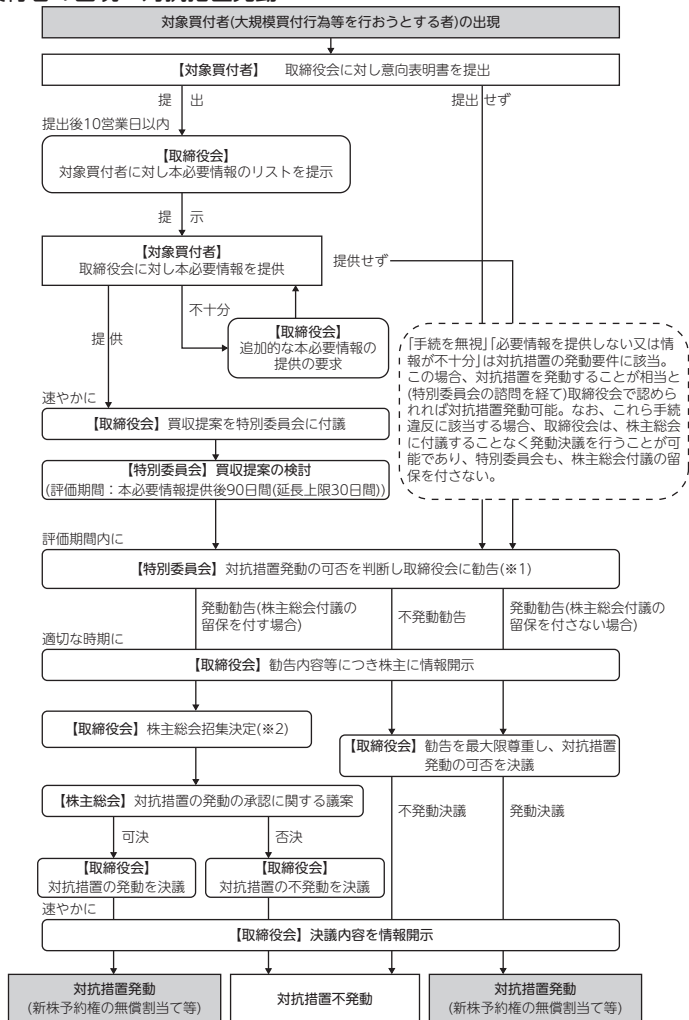 対象買付者(大規模買付行為等を行おうとする者)の出現
【対象買付者】　取締役会に対し意向表明書を提出
提　出
提出せず
提出後10営業日以内
【取締役会】
対象買付者に対し本必要情報のリストを提示
提　示
【対象買付者】
取締役会に対し本必要情報を提供
提供せず
不十分
提供
【取締役会】
追加的な本必要情報の
提供の要求
「手続を無視」「必要情報を提供しない又は情
報が不十分」は対抗措置の発動要件に該当。
この場合、対抗措置を発動することが相当と
(特別委員会の諮問を経て)取締役会で認めら
れれば対抗措置発動可能。なお、これら手続
違反に該当する場合、取締役会は、株主総会
に付議することなく発動決議を行うことが可
能であり、特別委員会も、株主総会付議の留
保を付さない。
速やかに
【取締役会】買収提案を特別委員会に付議
【特別委員会】買収提案の検討
(評価期間：本必要情報提供後90日間(延長上限30日間))
評価期間内に
【特別委員会】対抗措置発動の可否を判断し取締役会に勧告(※1)
発動勧告(株主総会付議の
留保を付す場合)
不発動勧告
発動勧告(株主総会付議の
留保を付さない場合)
適切な時期に
【取締役会】勧告内容等につき株主に情報開示
【取締役会】株主総会招集決定(※2)
【取締役会】勧告を最大限尊重し、対抗措置
発動の可否を決議
【株主総会】対抗措置の発動の承認に関する議案
不発動決議
発動決議
可決
否決
【取締役会】
対抗措置の発動を決議
【取締役会】
対抗措置の不発動を決議
速やかに
【取締役会】決議内容を情報開示
対抗措置発動
(新株予約権の無償割当て等)
対抗措置不発動
対抗措置発動
(新株予約権の無償割当て等)